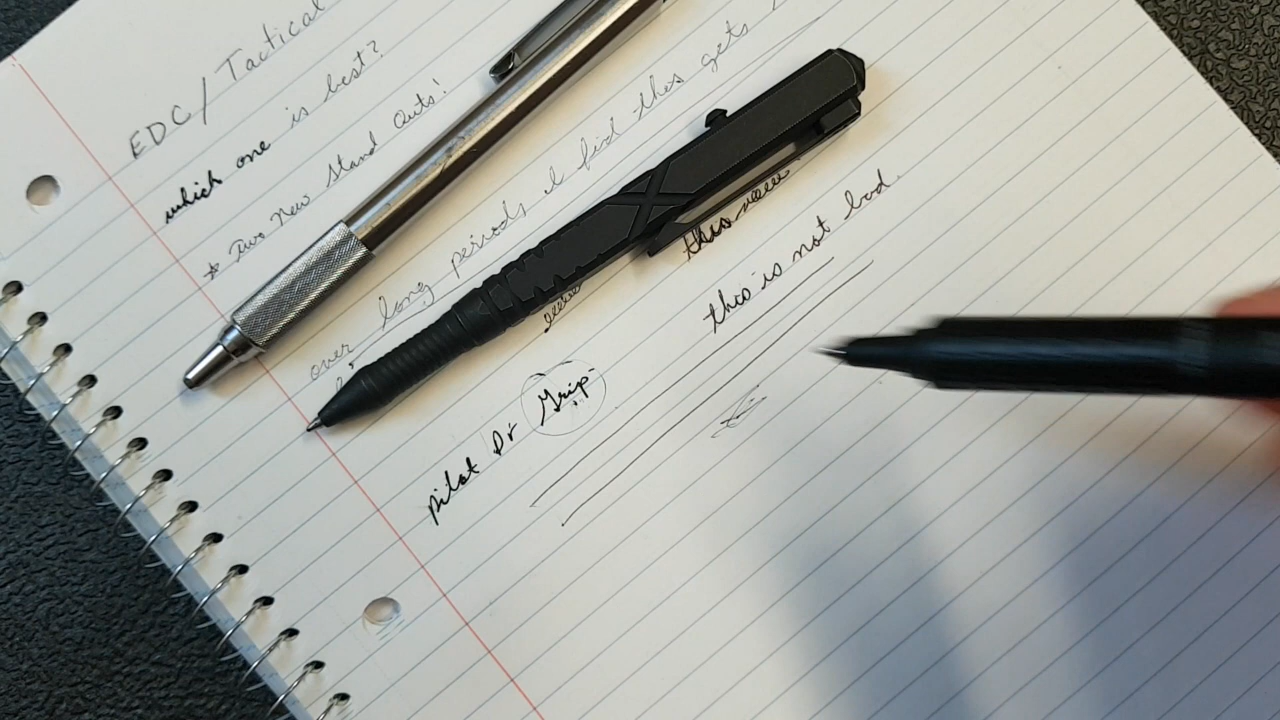 EDC/Tactical
which one is best?
* Two New Stand Outs!
over long periods I find this gets
this
this is not bad.
Pilot Dr Grip